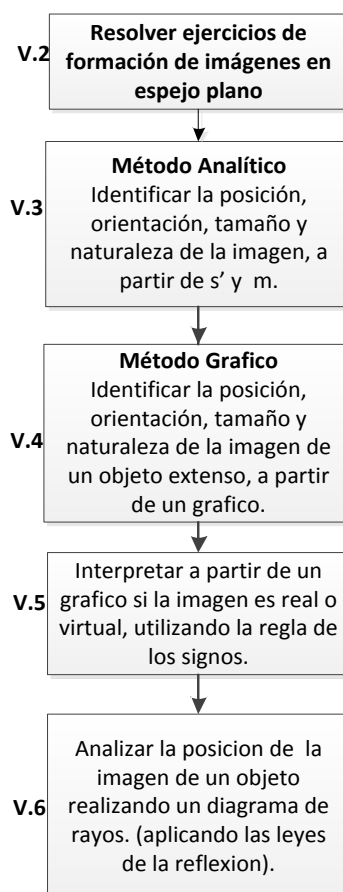 V.2
Resolver ejercicios de
formación de imágenes en
espejo plano
V.3
Método Analítico
Identificar la posición,
orientación, tamaño y
naturaleza de la imagen, a
partir de s’ y m.
V.4
Método Grafico
Identificar la posición,
orientación, tamaño y
naturaleza de la imagen de
un objeto extenso, a partir
de un grafico.
V.5
Interpretar a partir de un
grafico si la imagen es real o
virtual, utilizando la regla de
los signos.
V.6
Analizar la posicion de la
imagen de un objeto
realizando un diagrama de
rayos. (aplicando las leyes
de la reflexion).